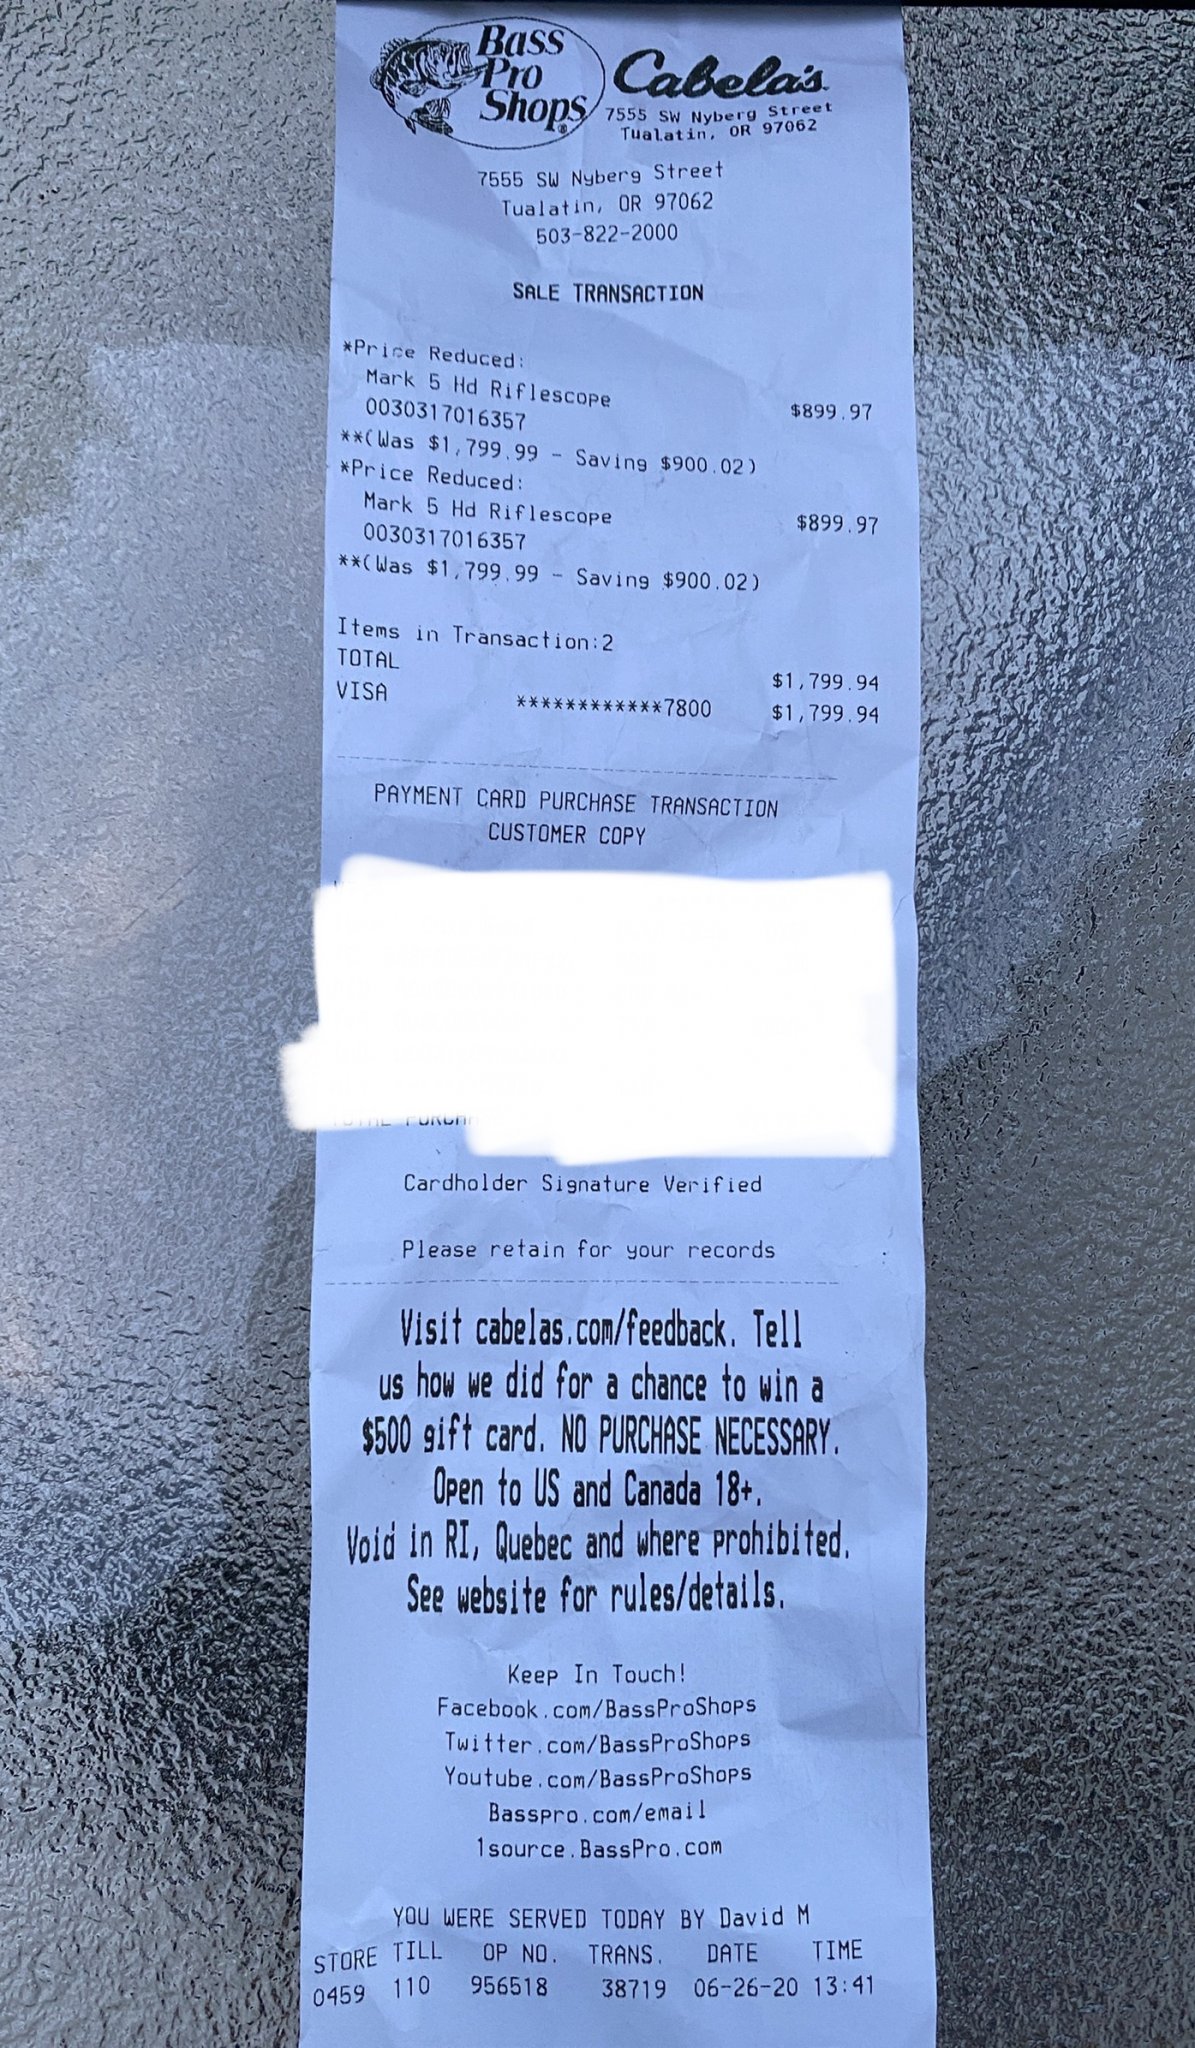 Bass
Pro
Shops®
Cabela's
7555 SW Nyberg Street
Tualatin, OR 97062
7555 SW Nyberg Street
Tualatin, OR 97062
503-822-2000
SALE TRANSACTION
*Price Reduced:
Mark 5 Hd Riflescope
0030317016357 $899.97
**(Was $1,799.99 - Saving $900.02)
*Price Reduced:
Mark 5 Hd Riflescope
0030317016357 $899.97
**(Was $1,799.99 - Saving $900.02)
Items in Transaction:2
TOTAL $1,799.94
VISA ************7800 $1,799.94
PAYMENT CARD PURCHASE TRANSACTION
CUSTOMER COPY
Cardholder Signature Verified
Please retain for your records
Visit cabelas.com/feedback. Tell
us how we did for a chance to win a
$500 gift card. NO PURCHASE NECESSARY.
Open to US and Canada 18+.
Void in RI, Quebec and where prohibited.
See website for rules/details.
Keep In Touch!
Facebook.com/BassProShops
Twitter.com/BassProShops
Youtube.com/BassProShops
Basspro.com/email
1source.BassPro.com
YOU WERE SERVED TODAY BY David M
STORE TILL OP NO. TRANS. DATE TIME
0459 110 956518 38719 06-26-20 13:41